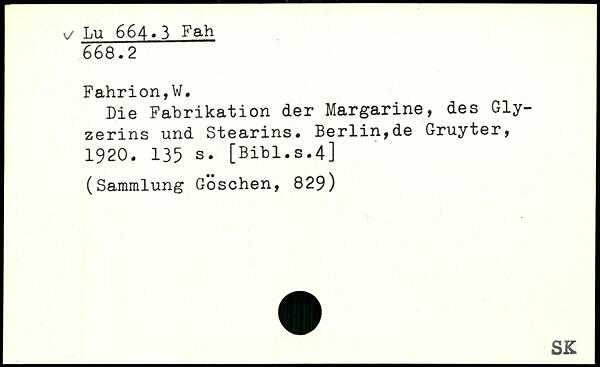 ✓ Lu 664.3 Fah
668.2
Fahrion,W.
Die Fabrikation der Margarine, des Gly-
zerins und Stearins. Berlin,de Gruyter,
1920. 135 s. [Bibl.s.4]
(Sammlung Göschen, 829)
SK